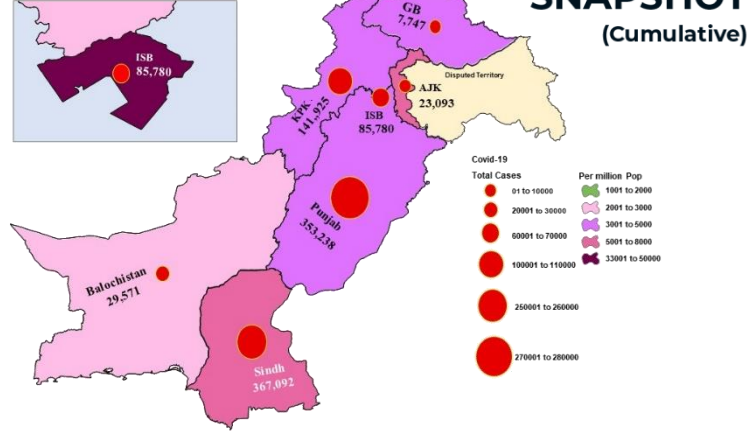 SNAPSHOT
(Cumulative)
ISB
85,780
GB
7,747
Disputed Territory
AJK
23,093
KPK
141,925
ISB
85,780
Punjab
353,238
Balochistan
29,571
Sindh
367,092
Covid-19
Total Cases
01 to 10000
20001 to 30000
60001 to 70000
100001 to 110000
250001 to 260000
270001 to 280000
Per million Pop
1001 to 2000
2001 to 3000
3001 to 5000
5001 to 8000
33001 to 50000